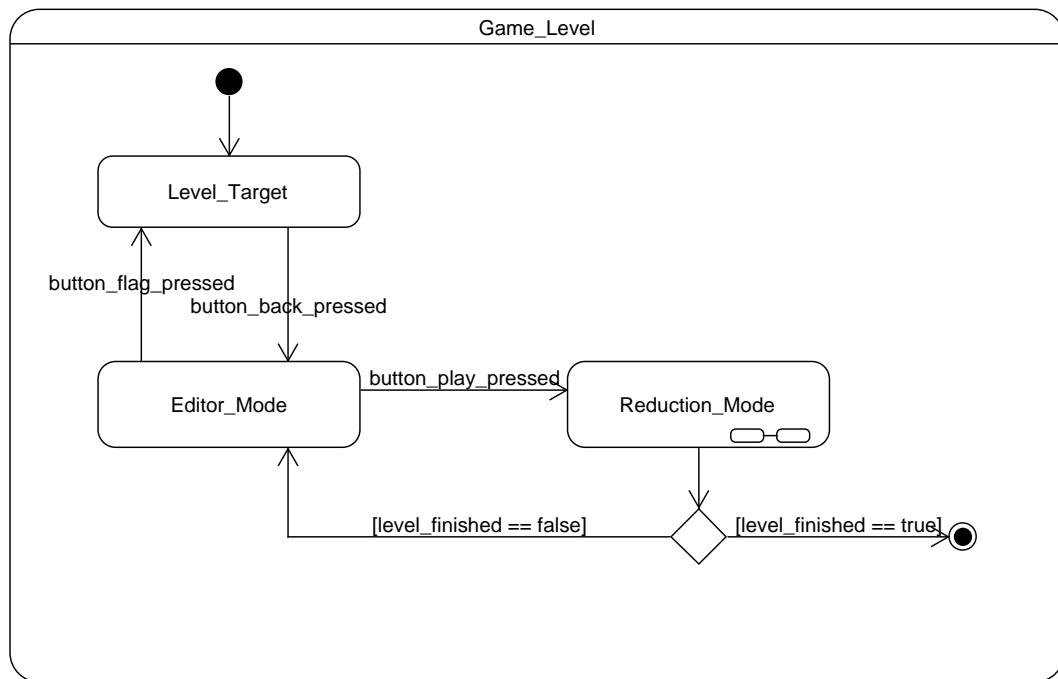 Game_Level
Level_Target
button_flag_pressed
button_back_pressed
button_play_pressed
Editor_Mode
Reduction_Mode
[level_finished == false]
[level_finished == true]